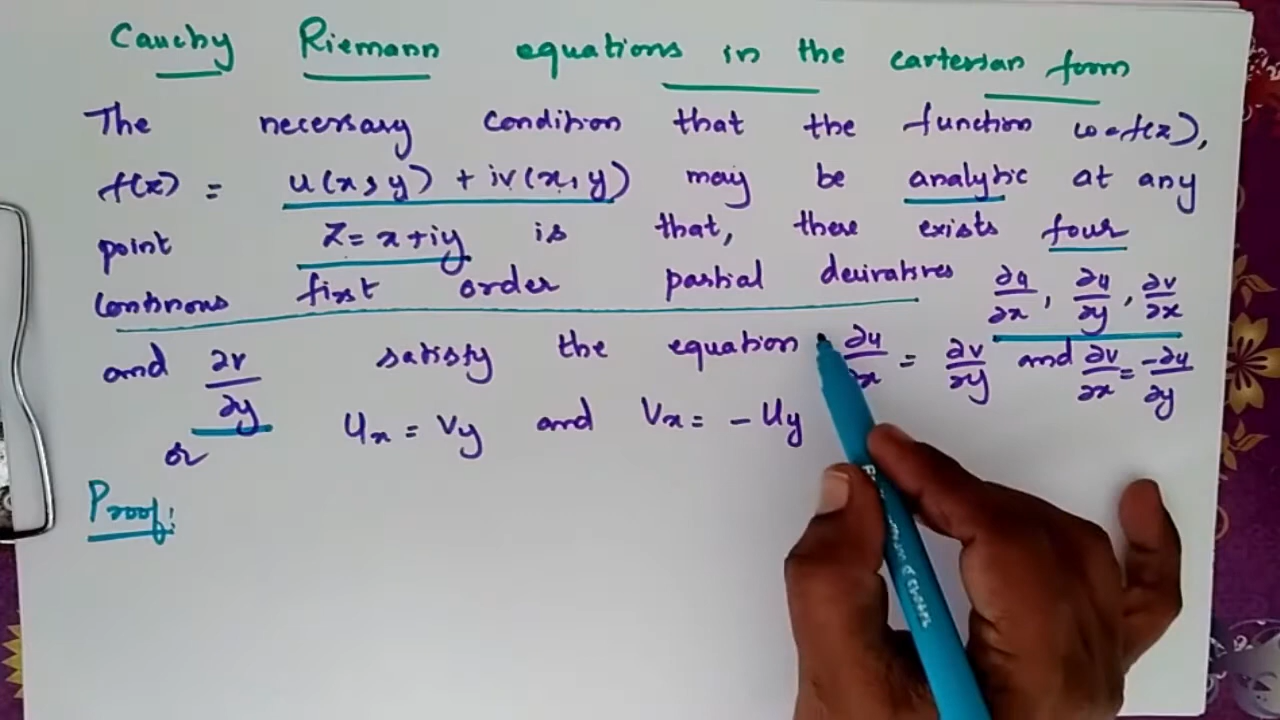 Cauchy Riemann equations in the cartersan form
The necessary condition that the function w=f(z),
f(z) = u(x,y) + iv(x,y) may be analytic at any
point z=x+iy is that, there exists four
continous first order partial derivatives ∂u/∂x, ∂u/∂y, ∂v/∂x
and ∂v/∂y satisfy the equation ∂u/∂x = ∂v/∂y and ∂v/∂x = -∂u/∂y
or ux = vy and vx = -uy
Proof: